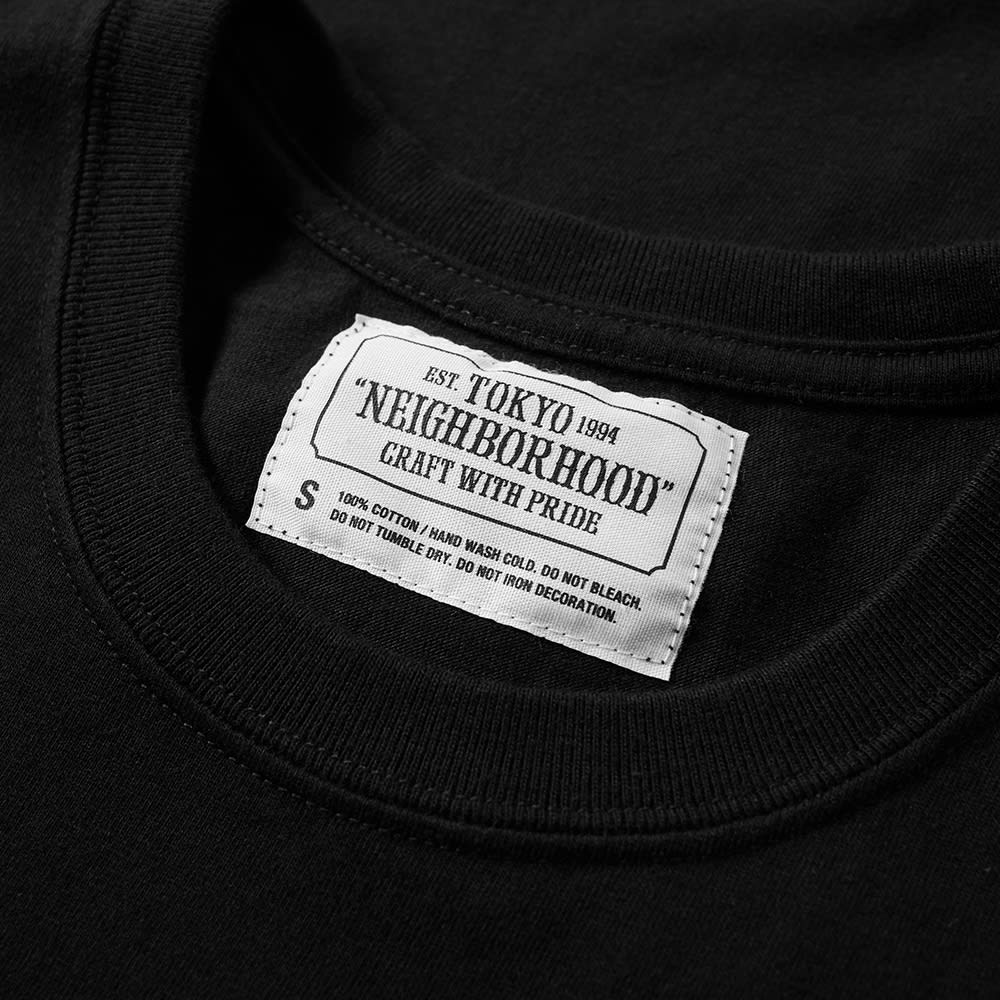 EST. TOKYO 1994
“NEIGHBORHOOD”
CRAFT WITH PRIDE
S
100% COTTON / HAND WASH COLD. DO NOT BLEACH.
DO NOT TUMBLE DRY. DO NOT IRON DECORATION.